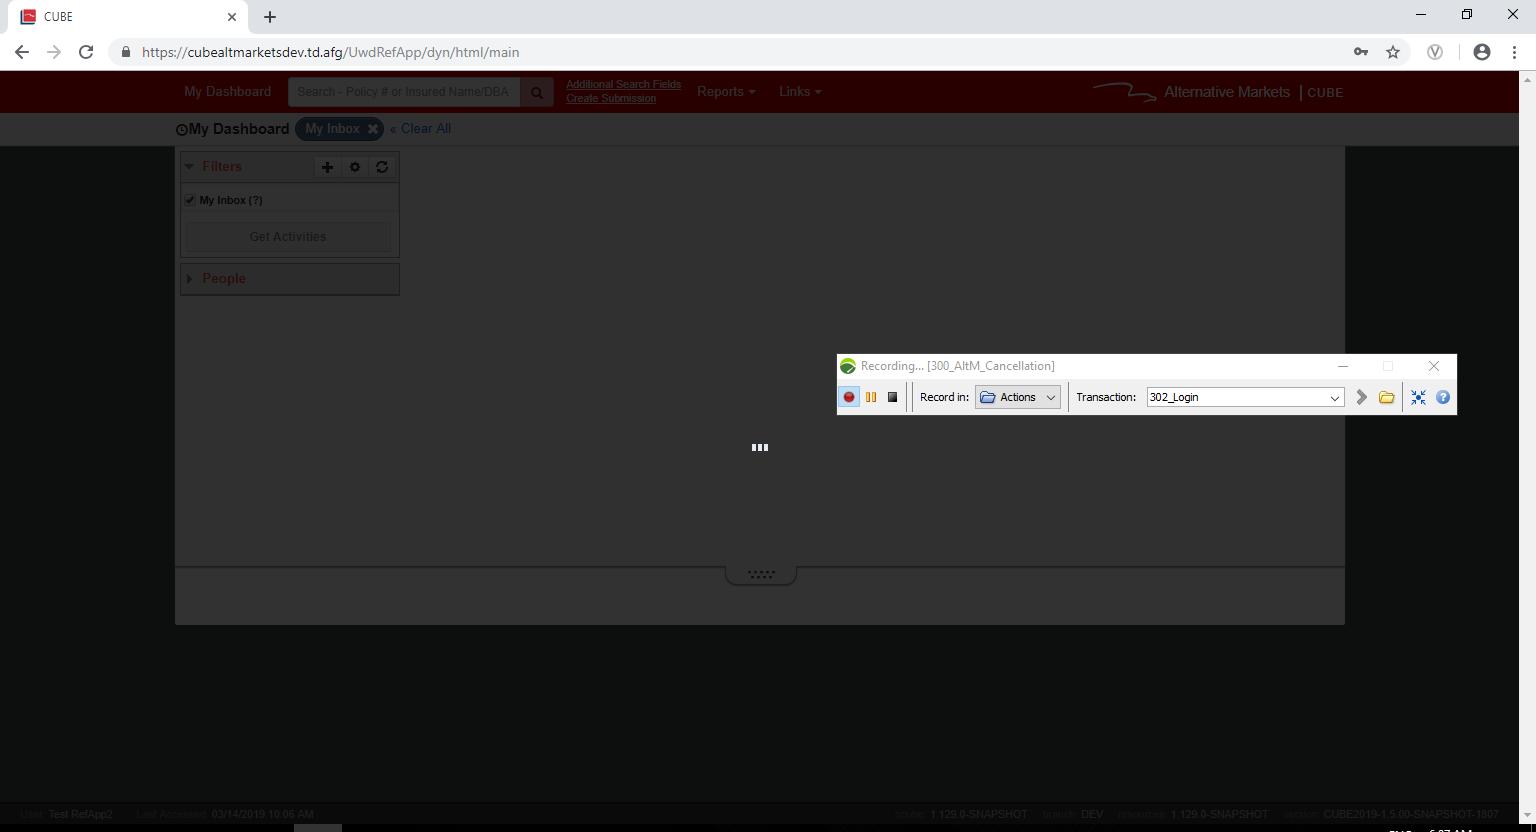 CUBE
https://cubealtmarketsdev.td.afg/UwdRefApp/dyn/html/main
My Dashboard
Search - Policy # or Insured Name/DBA
Additional Search Fields
Create Submission
Reports
Links
Alternative Markets | CUBE
My Dashboard
My Inbox
« Clear All
Filters
My Inbox (?)
Get Activities
People
Recording... [300_AltM_Cancellation]
Record in:
Actions
Transaction:
302_Login
User: Test RefApp2
Last Accessed: 03/14/2019 10:06 AM
1.129.0-SNAPSHOT
branch: DEV
resources: 1.129.0-SNAPSHOT
CUBE2019-1.5.00-SNAPSHOT-1807